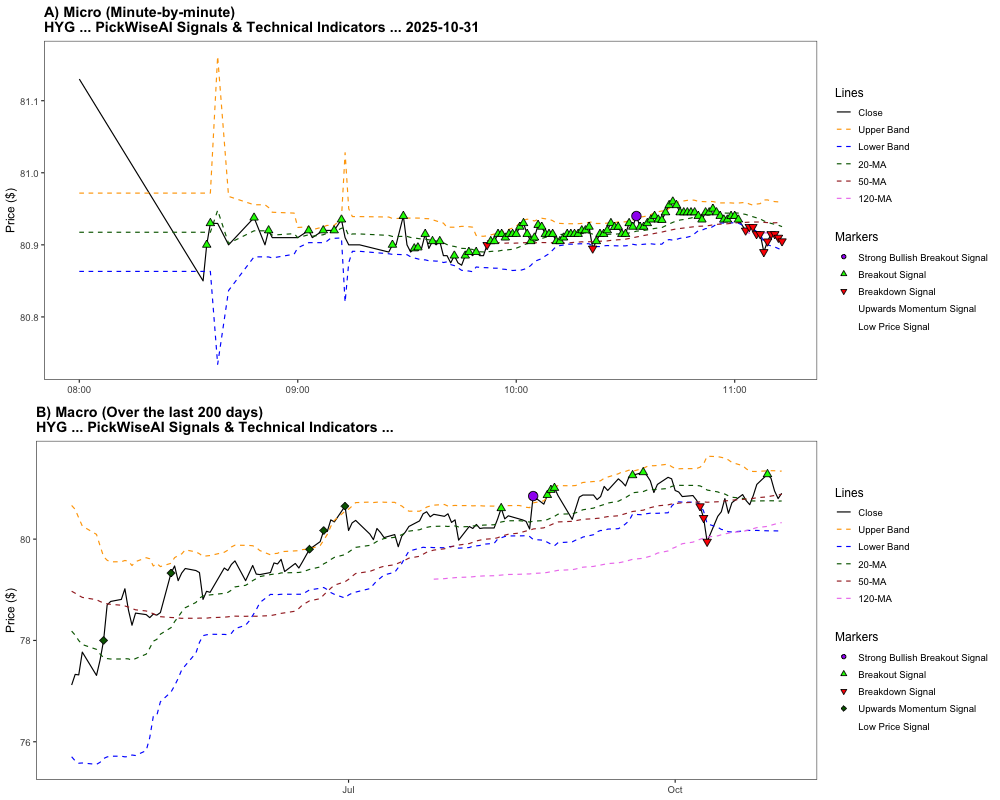 A) Micro (Minute-by-minute)
HYG ... PickWiseAI Signals & Technical Indicators ... 2025-10-31
Price ($)
81.1
81.0
80.9
80.8
08:00
09:00
10:00
11:00
Lines
Close
Upper Band
Lower Band
20-MA
50-MA
120-MA
Markers
Strong Bullish Breakout Signal
Breakout Signal
Breakdown Signal
Upwards Momentum Signal
Low Price Signal
B) Macro (Over the last 200 days)
HYG ... PickWiseAI Signals & Technical Indicators ...
Price ($)
80
78
76
Jul
Oct
Lines
Close
Upper Band
Lower Band
20-MA
50-MA
120-MA
Markers
Strong Bullish Breakout Signal
Breakout Signal
Breakdown Signal
Upwards Momentum Signal
Low Price Signal